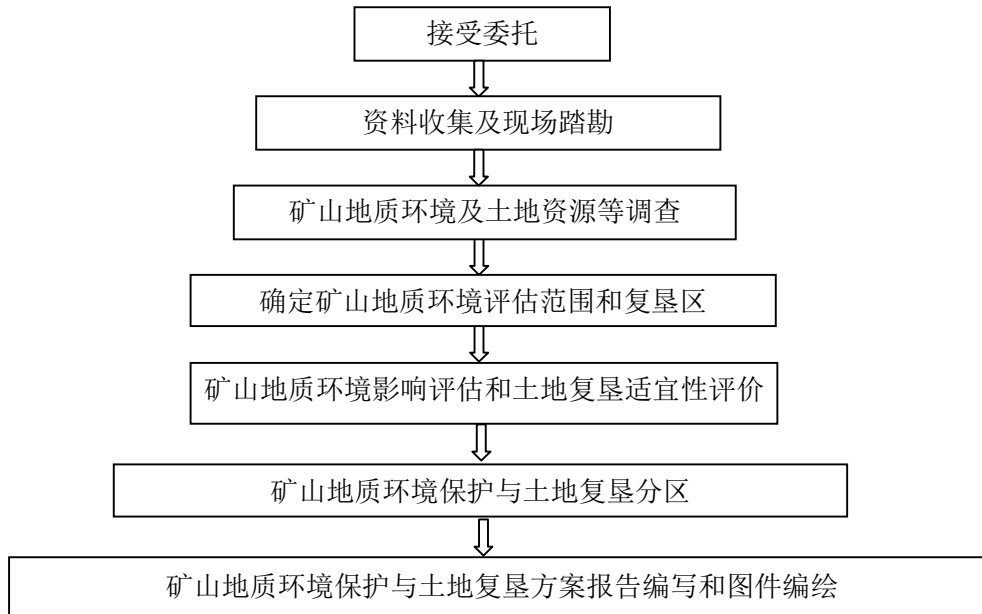 接受委托
资料收集及现场踏勘
矿山地质环境及土地资源等调查
确定矿山地质环境评估范围和复垦区
矿山地质环境影响评估和土地复垦适宜性评价
矿山地质环境保护与土地复垦分区
矿山地质环境保护与土地复垦方案报告编写和图件编绘